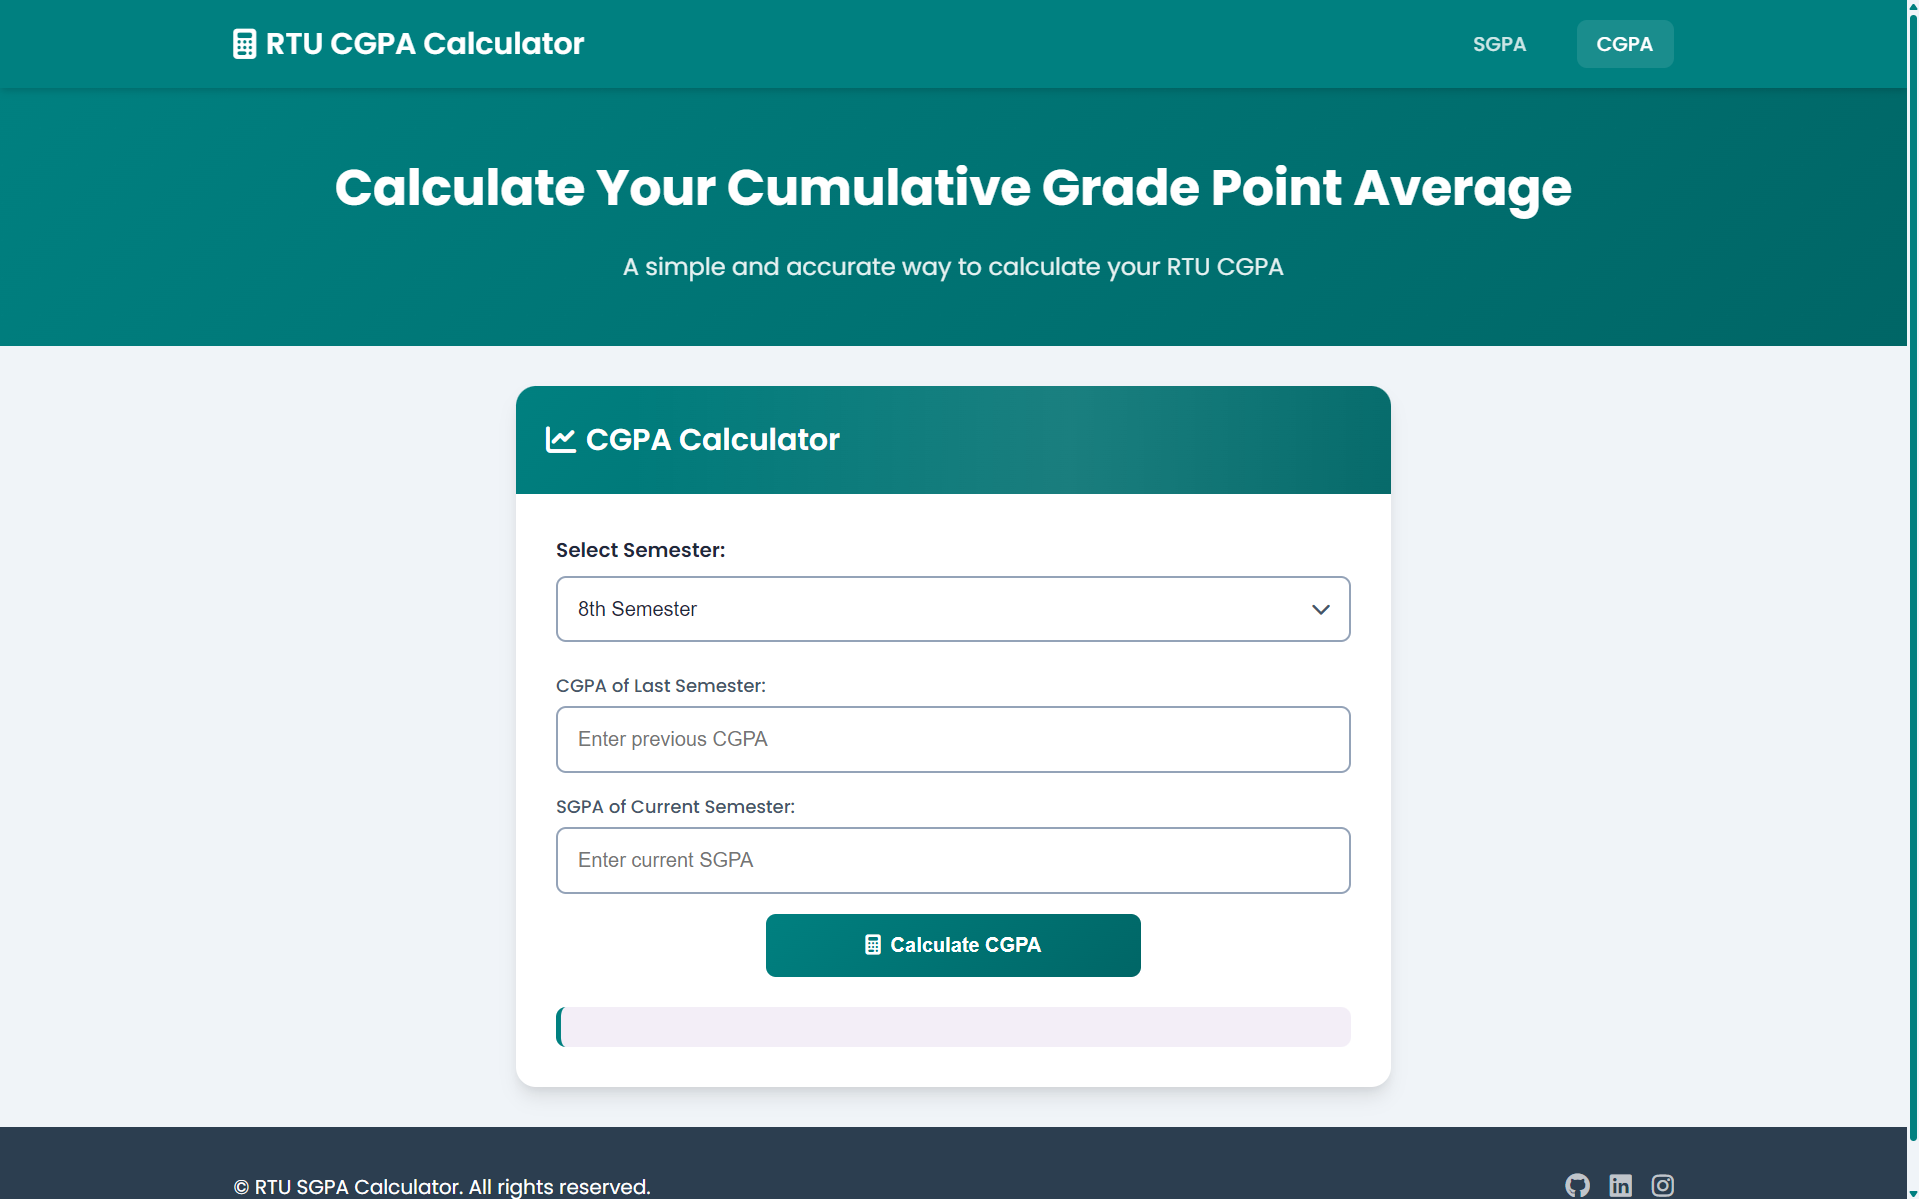 RTU CGPA Calculator
SGPA
CGPA
Calculate Your Cumulative Grade Point Average
A simple and accurate way to calculate your RTU CGPA
CGPA Calculator
Select Semester:
8th Semester
CGPA of Last Semester:
Enter previous CGPA
SGPA of Current Semester:
Enter current SGPA
Calculate CGPA
© RTU SGPA Calculator. All rights reserved.